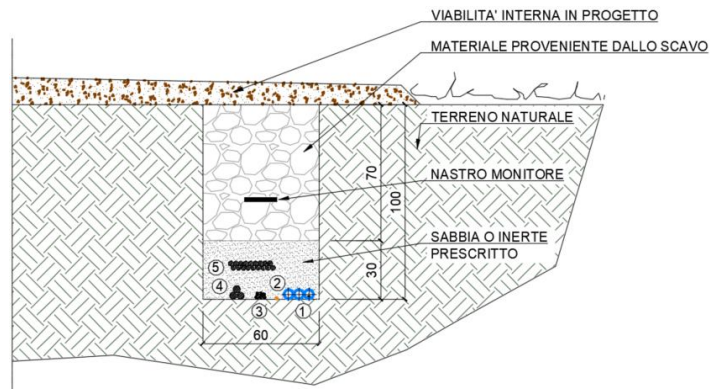 VIABILITA' INTERNA IN PROGETTO
MATERIALE PROVENIENTE DALLO SCAVO
TERRENO NATURALE
70
100
NASTRO MONITORE
SABBIA O INERTE
PRESCRITTO
30
5
2
4
3
1
60